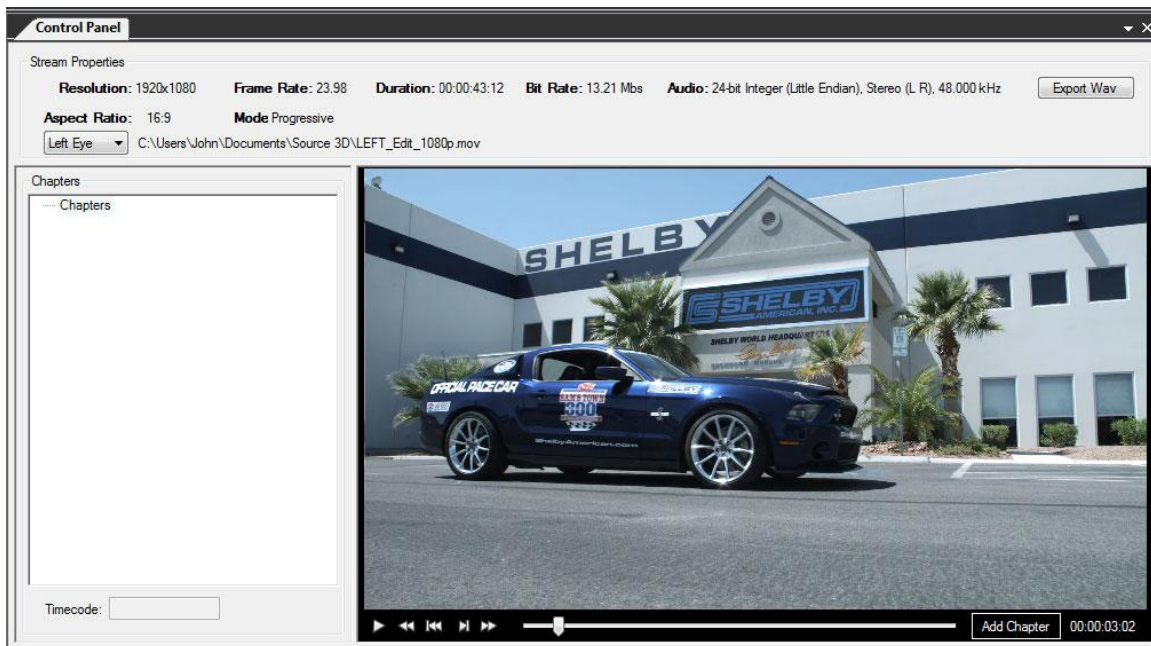 Control Panel
Stream Properties
Resolution: 1920x1080 Frame Rate: 23.98 Duration: 00:00:43:12 Bit Rate: 13.21 Mbs Audio: 24-bit Integer (Little Endian), Stereo (L R), 48.000 kHz Export Wav
Aspect Ratio: 16:9 Mode Progressive
Left Eye C:\Users\John\Documents\Source 3D\LEFT_Edit_1080p.mov
Chapters
Chapters
SHELBY
SHELBY
AMERICAN, INC.
SHELBY WORLD HEADQUARTERS
OFFICIAL RACE CAR
SAM'S TOWN
300
SHELBY
ShelbyAmerican.com
Timecode:
Add Chapter 00:00:03:02